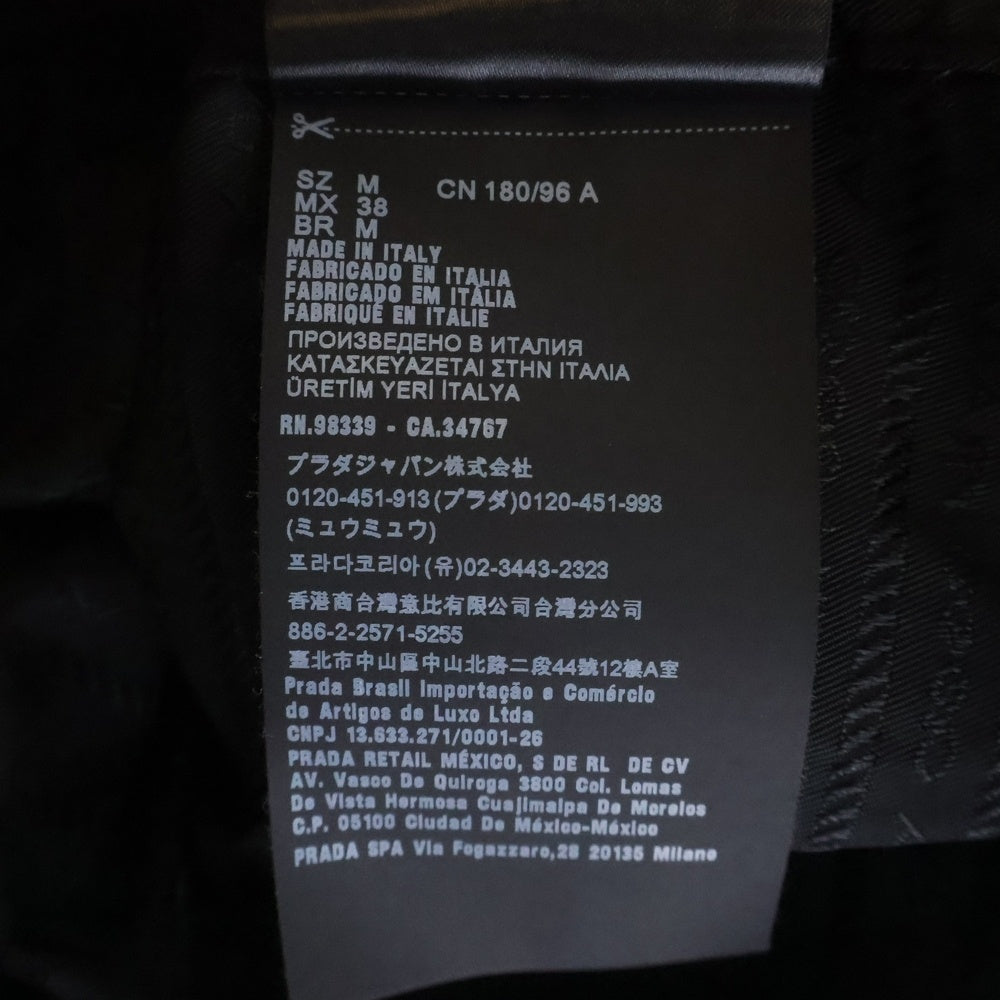 SZ M CN 180/96 A
MX 38
BR M
MADE IN ITALY
FABRICADO EN ITALIA
FABRICADO EM ITÁLIA
FABRIQUÉ EN ITALIE
ПРОИЗВЕДЕНО В ИТАЛИЯ
ΚΑΤΑΣΚΕΥΑΖΕΤΑΙ ΣΤΗΝ ΙΤΑΛΙΑ
ÜRETİM YERİ İTALYA
RN.98339 - CA.34767
プラダジャパン株式会社
0120-451-913(プラダ)0120-451-993
(ミュウミュウ)
프라다코리아(유)02-3443-2323
香港商台灣意比有限公司台灣分公司
886-2-2571-5255
臺北市中山區中山北路二段44號12樓A室
Prada Brasil Importação e Comércio
de Artigos de Luxo Ltda
CNPJ 13.633.271/0001-26
PRADA RETAIL MÉXICO, S DE RL DE CV
AV. Vasco De Quiroga 3800 Col. Lomas
De Vista Hermosa Cuajimalpa De Morelos
C.P. 05100 Ciudad De México-México
PRADA SPA Via Fogazzaro,28 20135 Milano